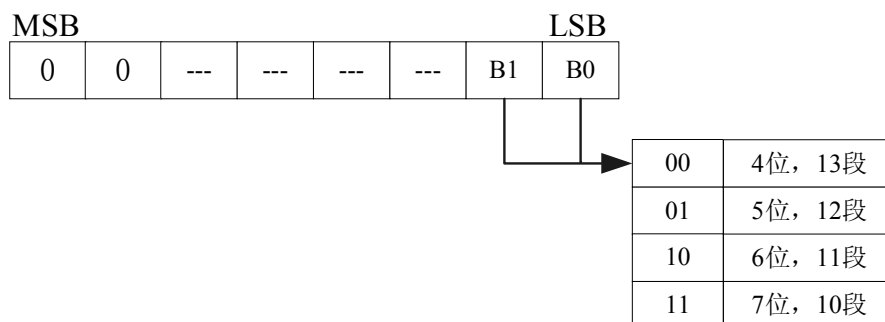 MSB LSB
0 0 --- --- --- --- B1 B0
00 4位，13段
01 5位，12段
10 6位，11段
11 7位，10段